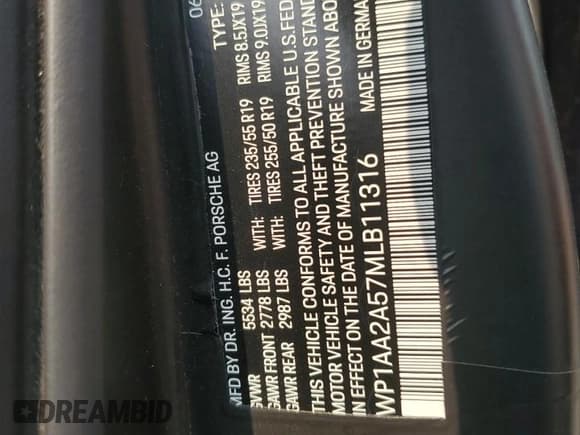 MFD BY DR. ING. H.C. F. PORSCHE AG 06
GVWR 5534 LBS TYPE:
GAWR FRONT 2778 LBS WITH: TIRES 235/55 R19 RIMS 8.5JX19
GAWR REAR 2987 LBS WITH: TIRES 255/50 R19 RIMS 9.0JX19
THIS VEHICLE CONFORMS TO ALL APPLICABLE U.S. FED
MOTOR VEHICLE SAFETY AND THEFT PREVENTION STAND
IN EFFECT ON THE DATE OF MANUFACTURE SHOWN ABO
WP1AA2A57MLB11316 MADE IN GERMA
DREAMBID